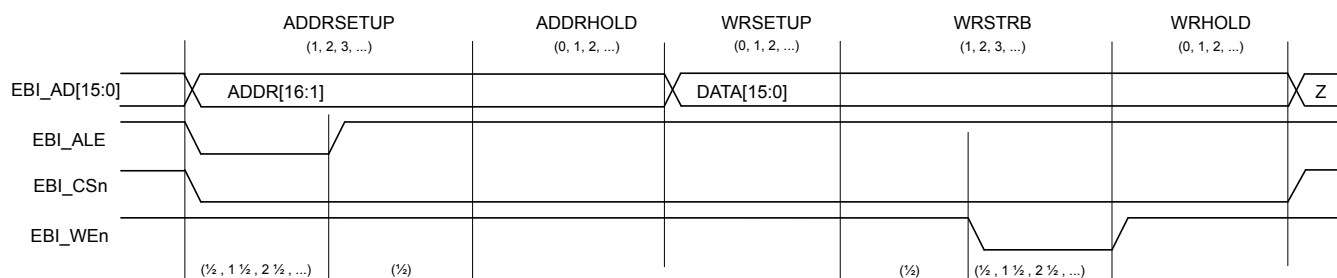 ADDRSETUP ADDRHOLD WRSETUP WRSTRB WRHOLD
(1, 2, 3, ...) (0, 1, 2, ...) (0, 1, 2, ...) (1, 2, 3, ...) (0, 1, 2, ...)
EBI_AD[15:0] ADDR[16:1] DATA[15:0] Z
EBI_ALE
EBI_CSn
EBI_WEn
(½ , 1 ½ , 2 ½ , ...) (½) (½) (½ , 1 ½ , 2 ½ , ...)